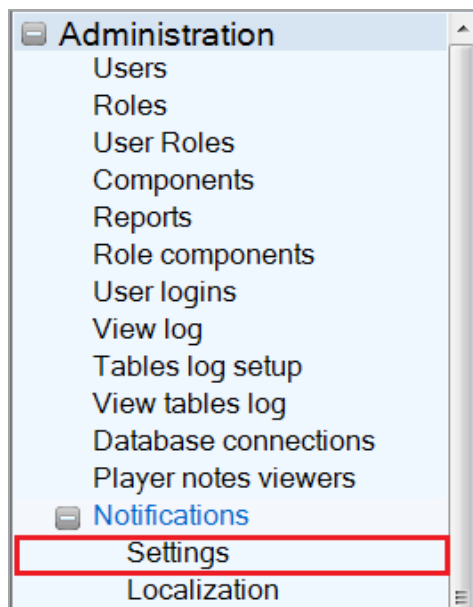 Administration
Users
Roles
User Roles
Components
Reports
Role components
User logins
View log
Tables log setup
View tables log
Database connections
Player notes viewers
Notifications
Settings
Localization